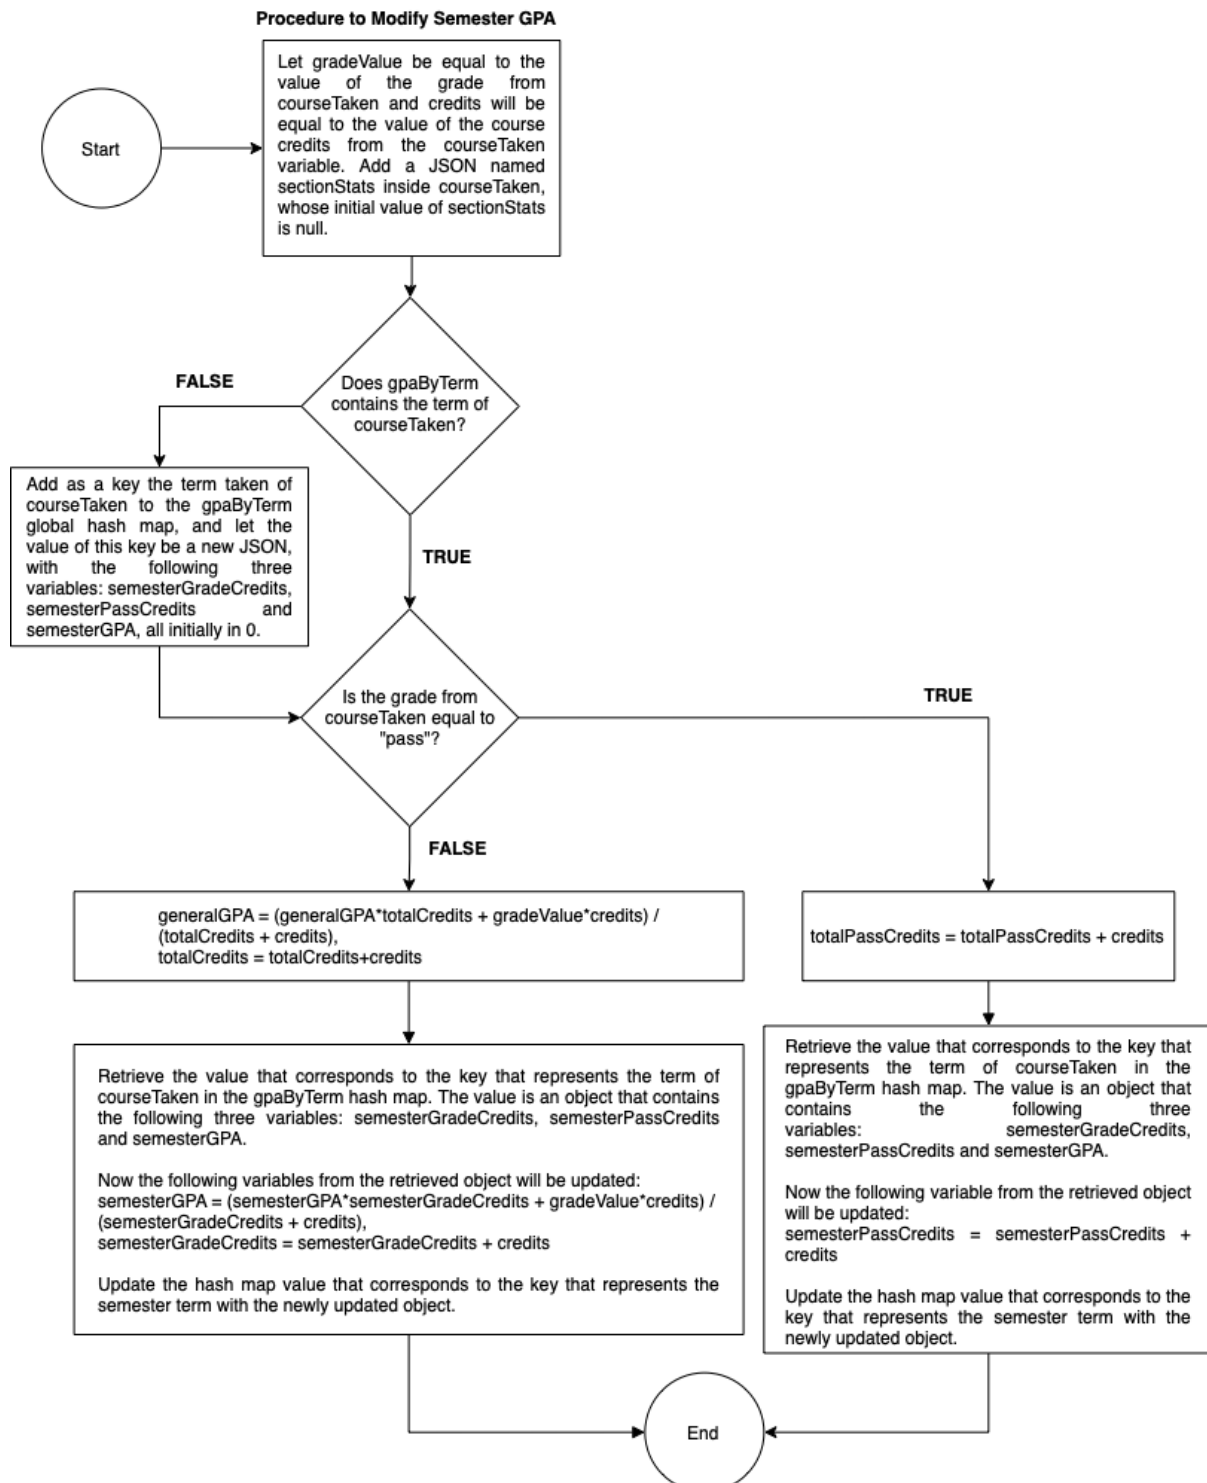 Procedure to Modify Semester GPA
Start
Let gradeValue be equal to the
value of the grade from
courseTaken and credits will be
equal to the value of the course
credits from the courseTaken
variable. Add a JSON named
sectionStats inside courseTaken,
whose initial value of sectionStats
is null.
FALSE
Does gpaByTerm
contains the term of
courseTaken?
Add as a key the term taken of
courseTaken to the gpaByTerm
global hash map, and let the
value of this key be a new JSON,
with the following three
variables: semesterGradeCredits,
semesterPassCredits and
semesterGPA, all initially in 0.
TRUE
Is the grade from
courseTaken equal to
"pass"?
TRUE
FALSE
generalGPA = (generalGPA*totalCredits + gradeValue*credits) /
(totalCredits + credits),
totalCredits = totalCredits+credits
totalPassCredits = totalPassCredits + credits
Retrieve the value that corresponds to the key that represents the term of
courseTaken in the gpaByTerm hash map. The value is an object that contains
the following three variables: semesterGradeCredits, semesterPassCredits
and semesterGPA.
Now the following variables from the retrieved object will be updated:
semesterGPA = (semesterGPA*semesterGradeCredits + gradeValue*credits) /
(semesterGradeCredits + credits),
semesterGradeCredits = semesterGradeCredits + credits
Update the hash map value that corresponds to the key that represents the
semester term with the newly updated object.
Retrieve the value that corresponds to the key that
represents the term of courseTaken in the
gpaByTerm hash map. The value is an object that
contains the following three
variables: semesterGradeCredits,
semesterPassCredits and semesterGPA.
Now the following variable from the retrieved object
will be updated:
semesterPassCredits = semesterPassCredits +
credits
Update the hash map value that corresponds to the
key that represents the semester term with the
newly updated object.
End